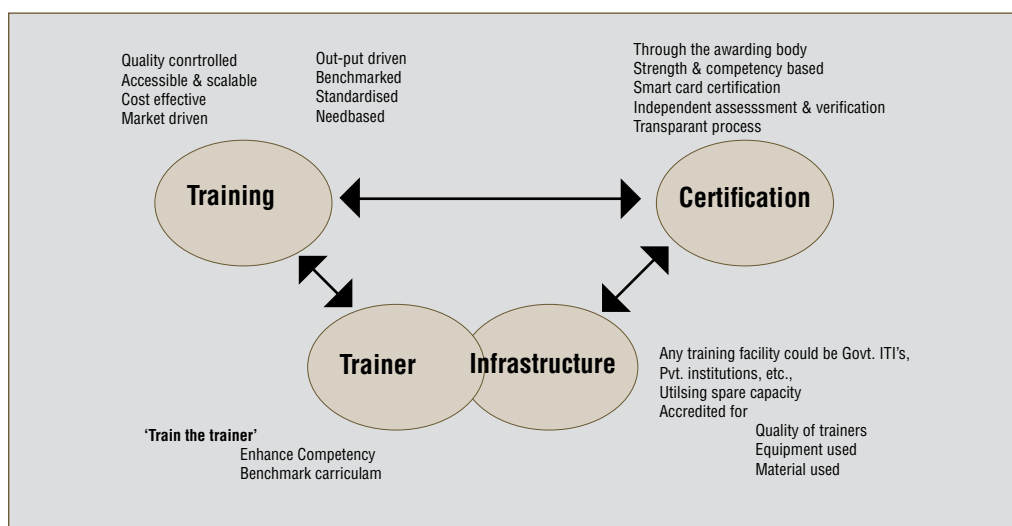 Quality conrtrolled
Accessible & scalable
Cost effective
Market driven
Out-put driven
Benchmarked
Standardised
Needbased
Through the awarding body
Strength & competency based
Smart card certification
Independent assesssment & verification
Transparant process
Training
Certification
Trainer
Infrastructure
Any training facility could be Govt. ITI's,
Pvt. institutions, etc.,
Utilsing spare capacity
Accredited for
Quality of trainers
Equipment used
Material used
‘Train the trainer’
Enhance Competency
Benchmark carriculam